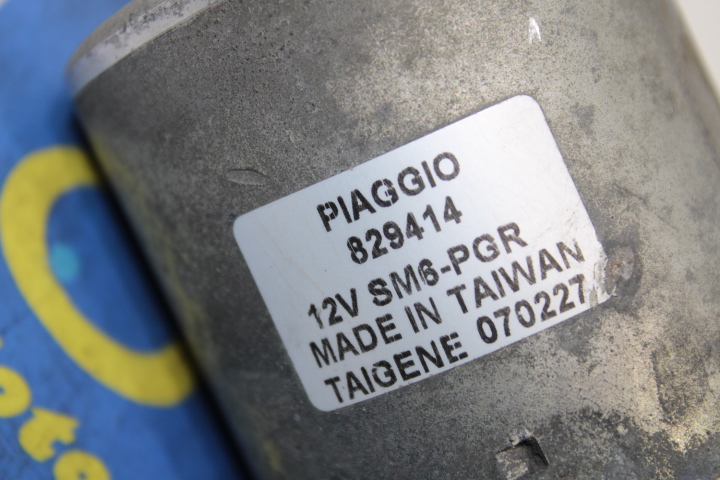 PIAGGIO
829414
12V SM6-PGR
MADE IN TAIWAN
TAIGENE 070227